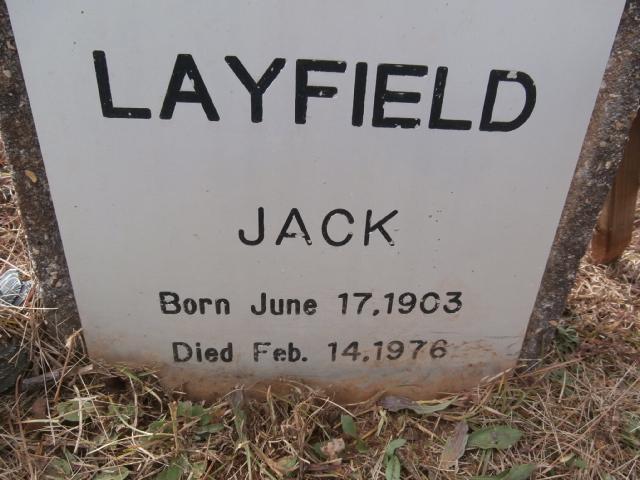 LAYFIELD
JACK
Born June 17,1903
Died Feb. 14,1976